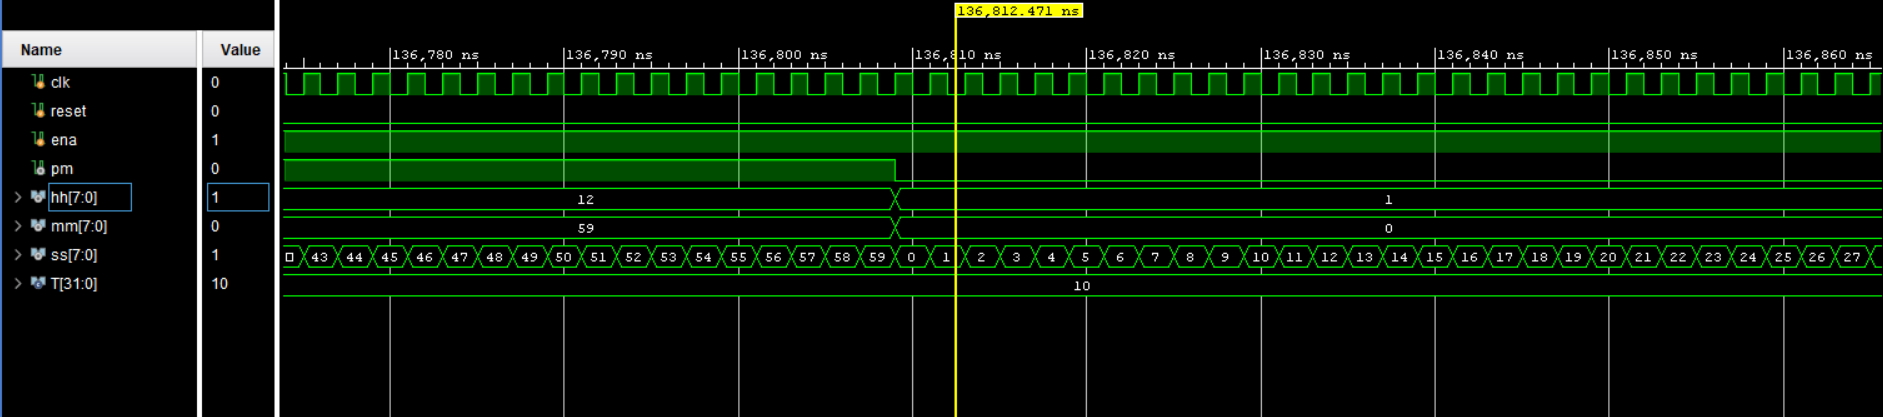 136,812.471 ns
Name Value
136,780 ns 136,790 ns 136,800 ns 136,810 ns 136,820 ns 136,830 ns 136,840 ns 136,850 ns 136,860 ns
clk 0
reset 0
ena 1
pm 0
hh[7:0] 1 12 1
mm[7:0] 0 59 0
ss[7:0] 1 43 44 45 46 47 48 49 50 51 52 53 54 55 56 57 58 59 0 1 2 3 4 5 6 7 8 9 10 11 12 13 14 15 16 17 18 19 20 21 22 23 24 25 26 27
T[31:0] 10 10